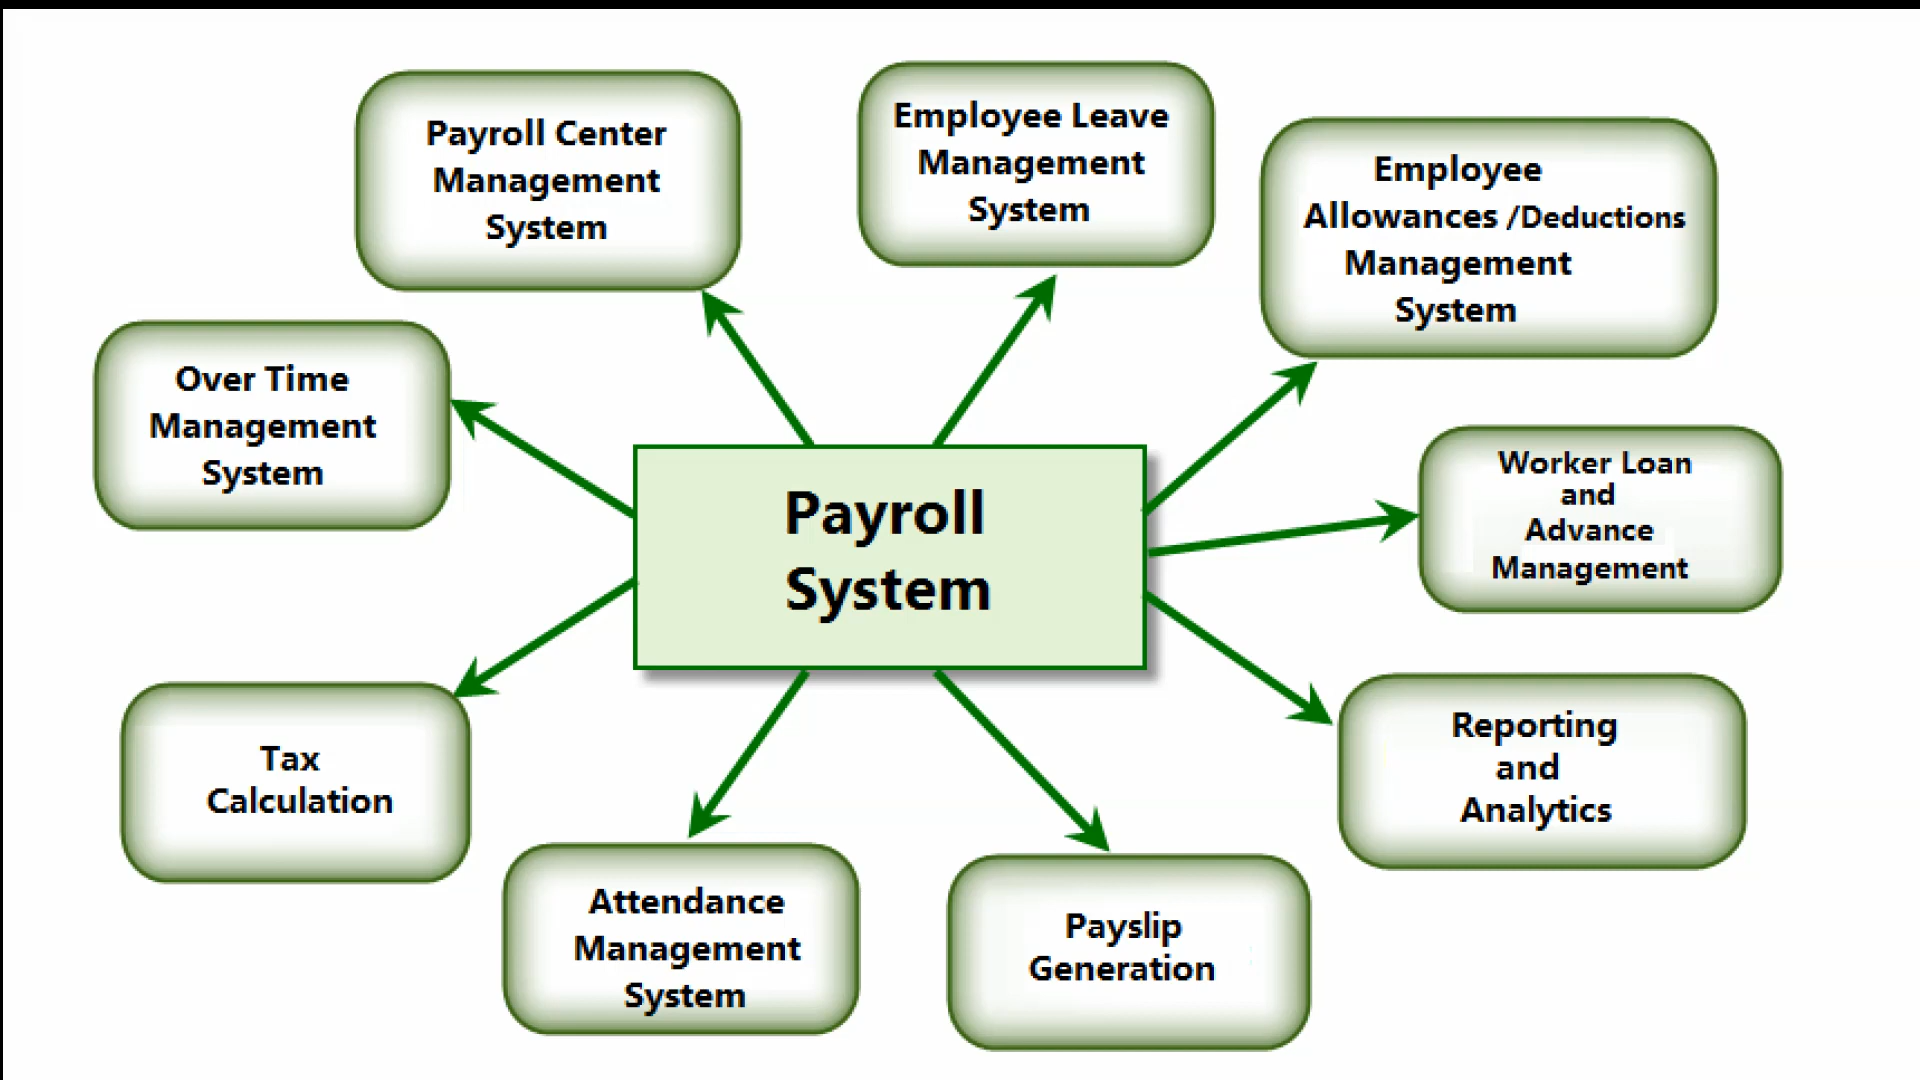 Payroll Center
Management
System
Employee Leave
Management
System
Employee
Allowances /Deductions
Management
System
Over Time
Management
System
Payroll
System
Worker Loan
and
Advance
Management
Tax
Calculation
Reporting
and
Analytics
Attendance
Management
System
Payslip
Generation